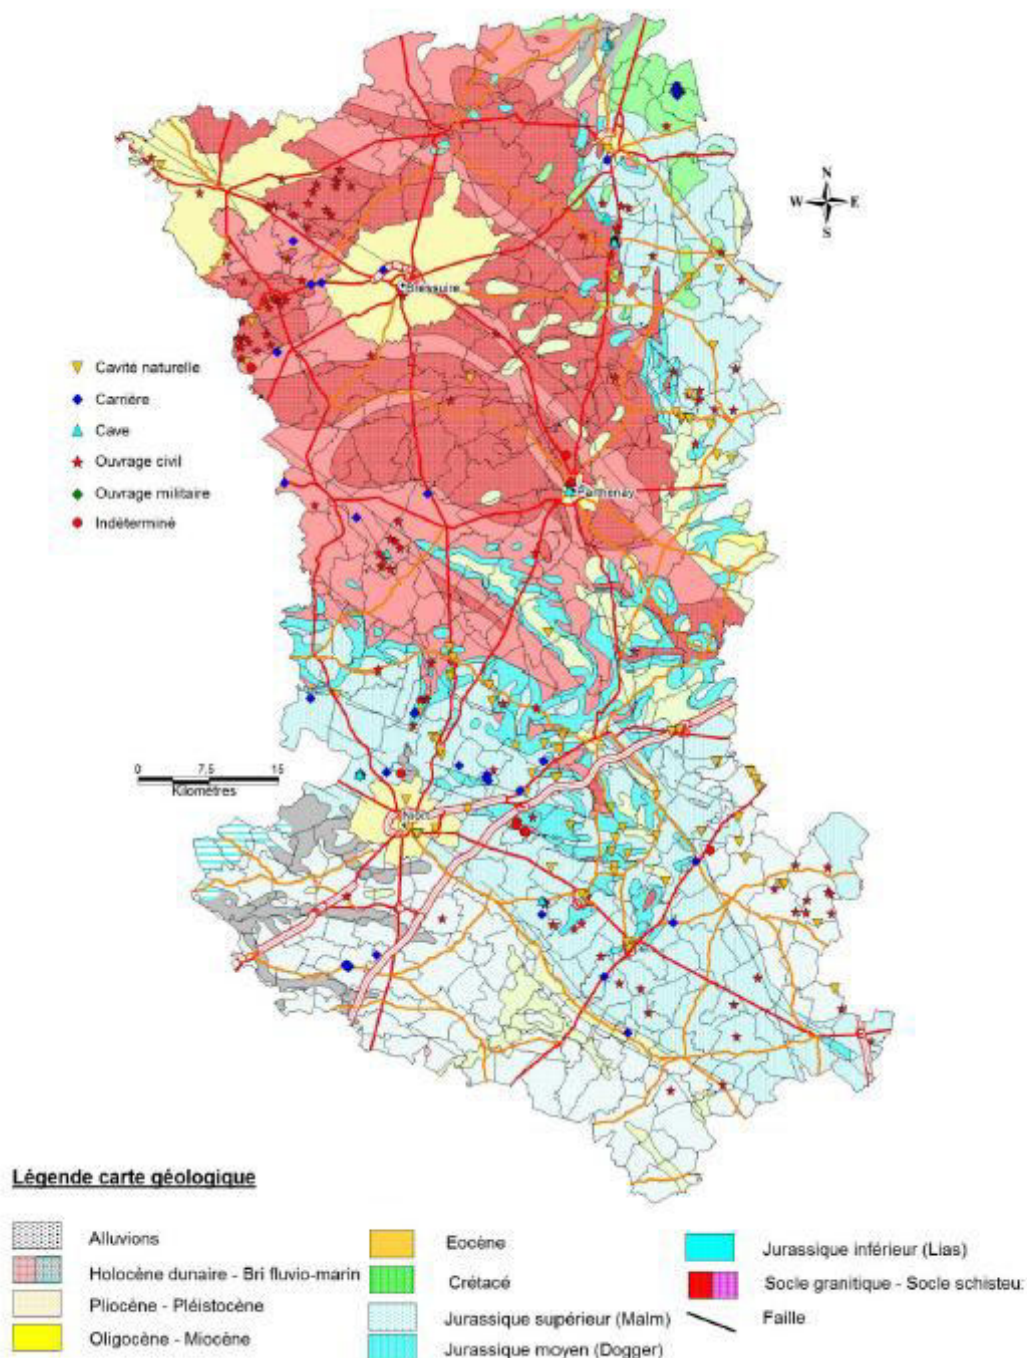 N
W E
S
Bressuire
Cavité naturelle
Carrière
Cave
Ouvrage civil
Ouvrage militaire
Indéterminé
Parthenay
0 7,5 15
Kilomètres
Niort
Légende carte géologique
Alluvions
Holocène dunaire - Bri fluvio-marin
Pliocène - Pléistocène
Oligocène - Miocène
Eocène
Crétacé
Jurassique supérieur (Malm)
Jurassique moyen (Dogger)
Jurassique inférieur (Lias)
Socle granitique - Socle schisteu:
Faille